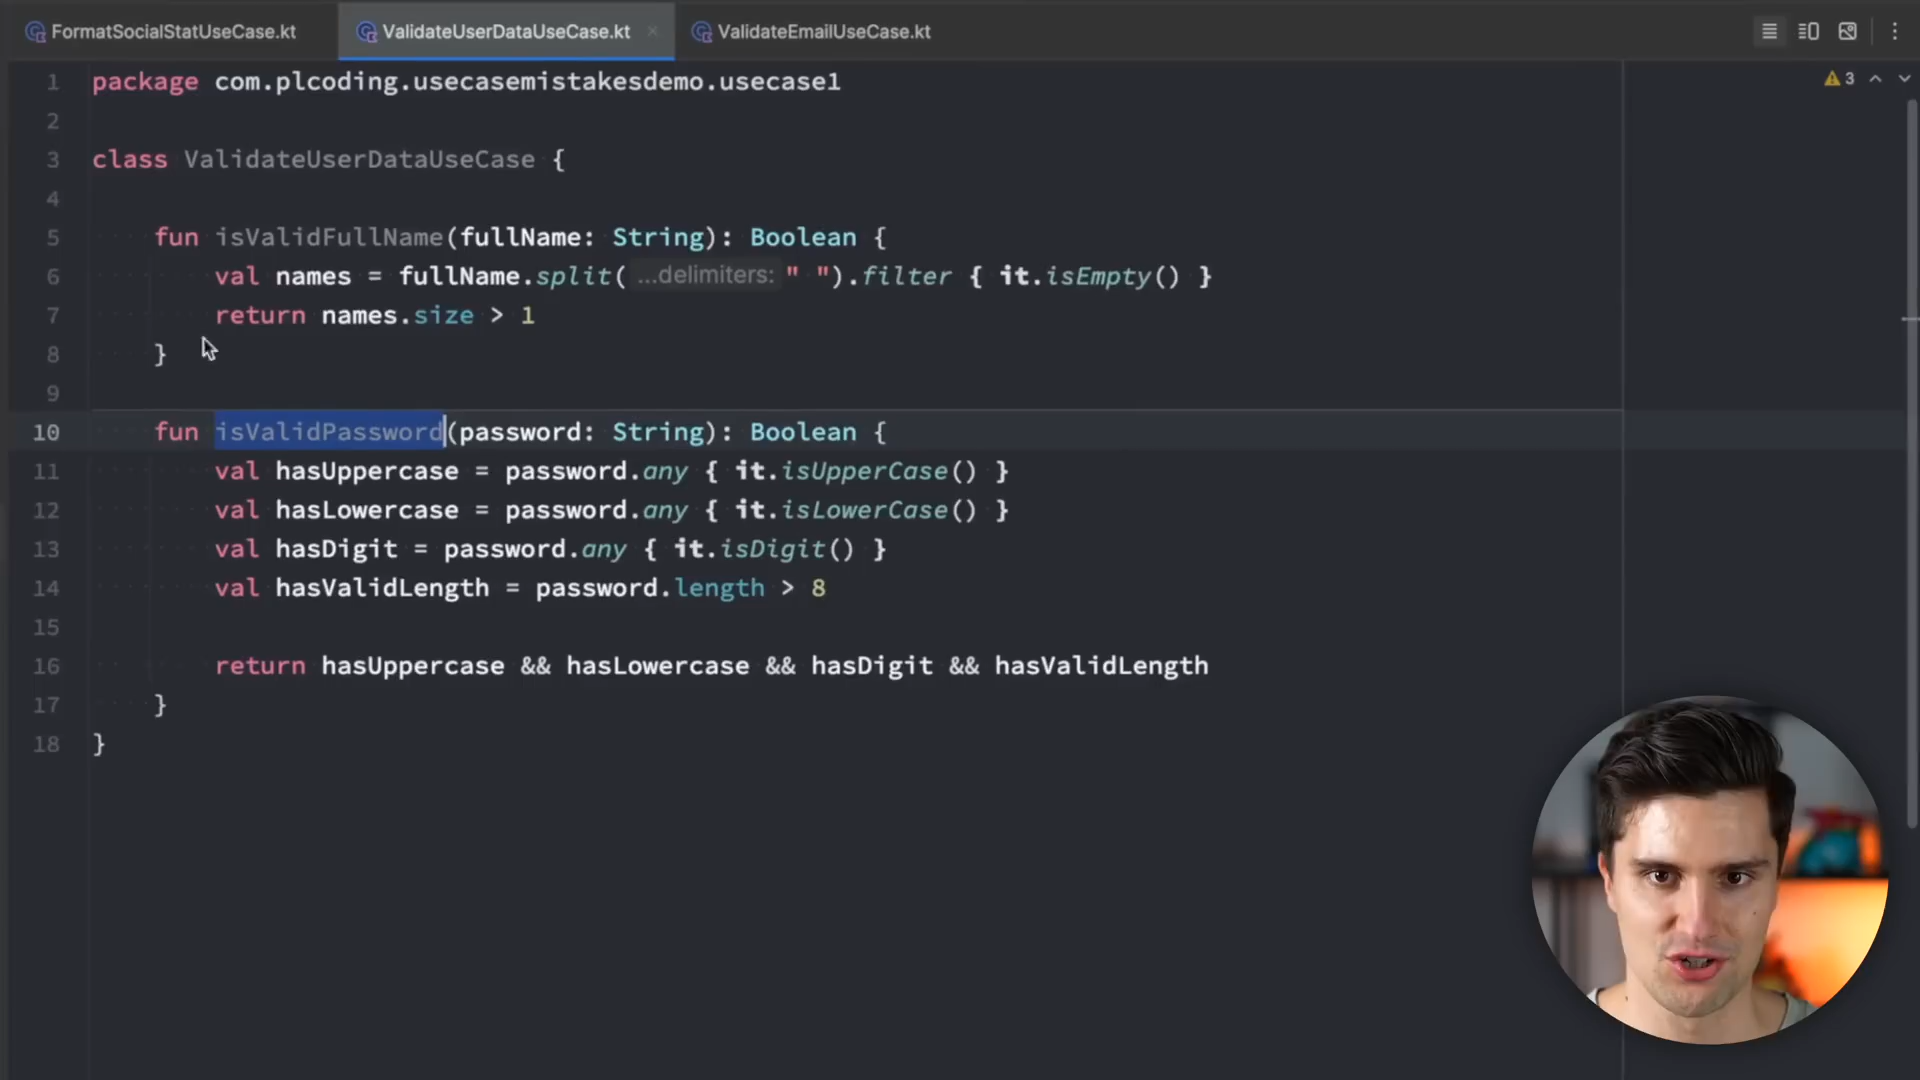 FormatSocialStatUseCase.kt ValidateUserDataUseCase.kt ValidateEmailUseCase.kt
3
1 package com.plcoding.usecasemistakesdemo.usecase1
2
3 class ValidateUserDataUseCase {
4
5 fun isValidFullName(fullName: String): Boolean {
6 val names = fullName.split( ...delimiters: " ").filter { it.isEmpty() }
7 return names.size > 1
8 }
9
10 fun isValidPassword(password: String): Boolean {
11 val hasUppercase = password.any { it.isUpperCase() }
12 val hasLowercase = password.any { it.isLowerCase() }
13 val hasDigit = password.any { it.isDigit() }
14 val hasValidLength = password.length > 8
15
16 return hasUppercase && hasLowercase && hasDigit && hasValidLength
17 }
18 }